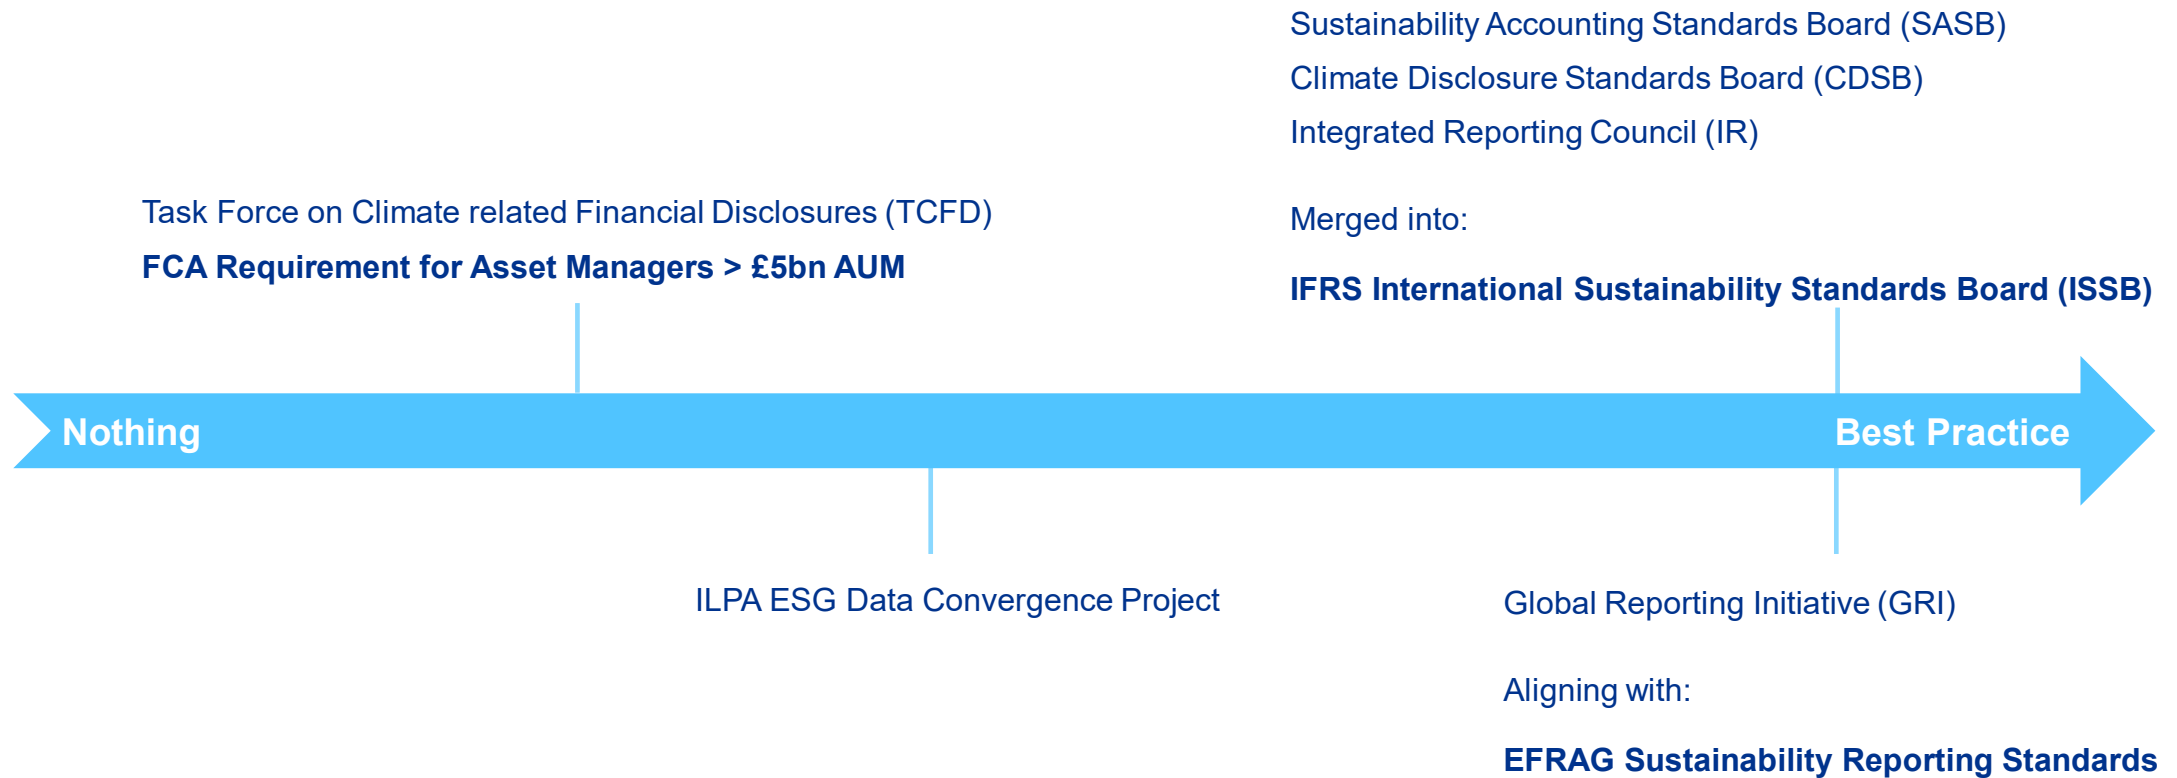 Sustainability Accounting Standards Board (SASB)
Climate Disclosure Standards Board (CDSB)
Integrated Reporting Council (IR)
Merged into:
IFRS International Sustainability Standards Board (ISSB)
Task Force on Climate related Financial Disclosures (TCFD)
FCA Requirement for Asset Managers > £5bn AUM
Nothing
Best Practice
ILPA ESG Data Convergence Project
Global Reporting Initiative (GRI)
Aligning with:
EFRAG Sustainability Reporting Standards